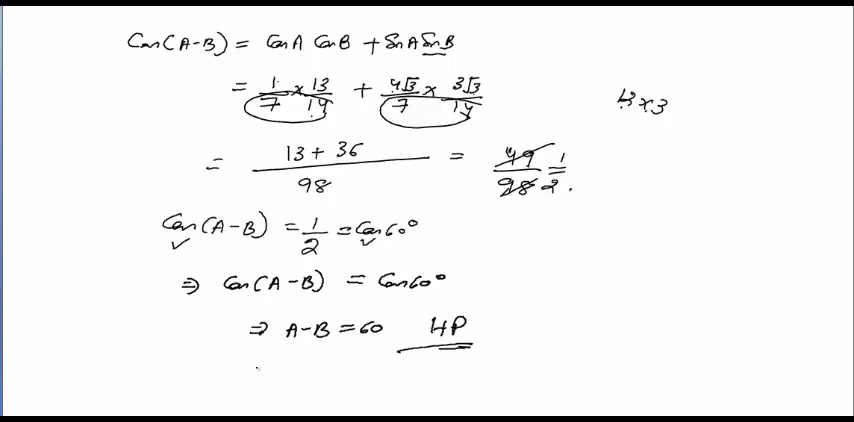 Cos(A-B) = CosA CosB + SinA SinB
= 1/7 × 13/14 + 4√3/7 × 3√3/14
4×3
= 13 + 36 / 98 = 49/98 1/2.
Cos(A-B) = 1/2 = Cos60°
⇒ Cos(A-B) = Cos60°
⇒ A-B = 60 HP